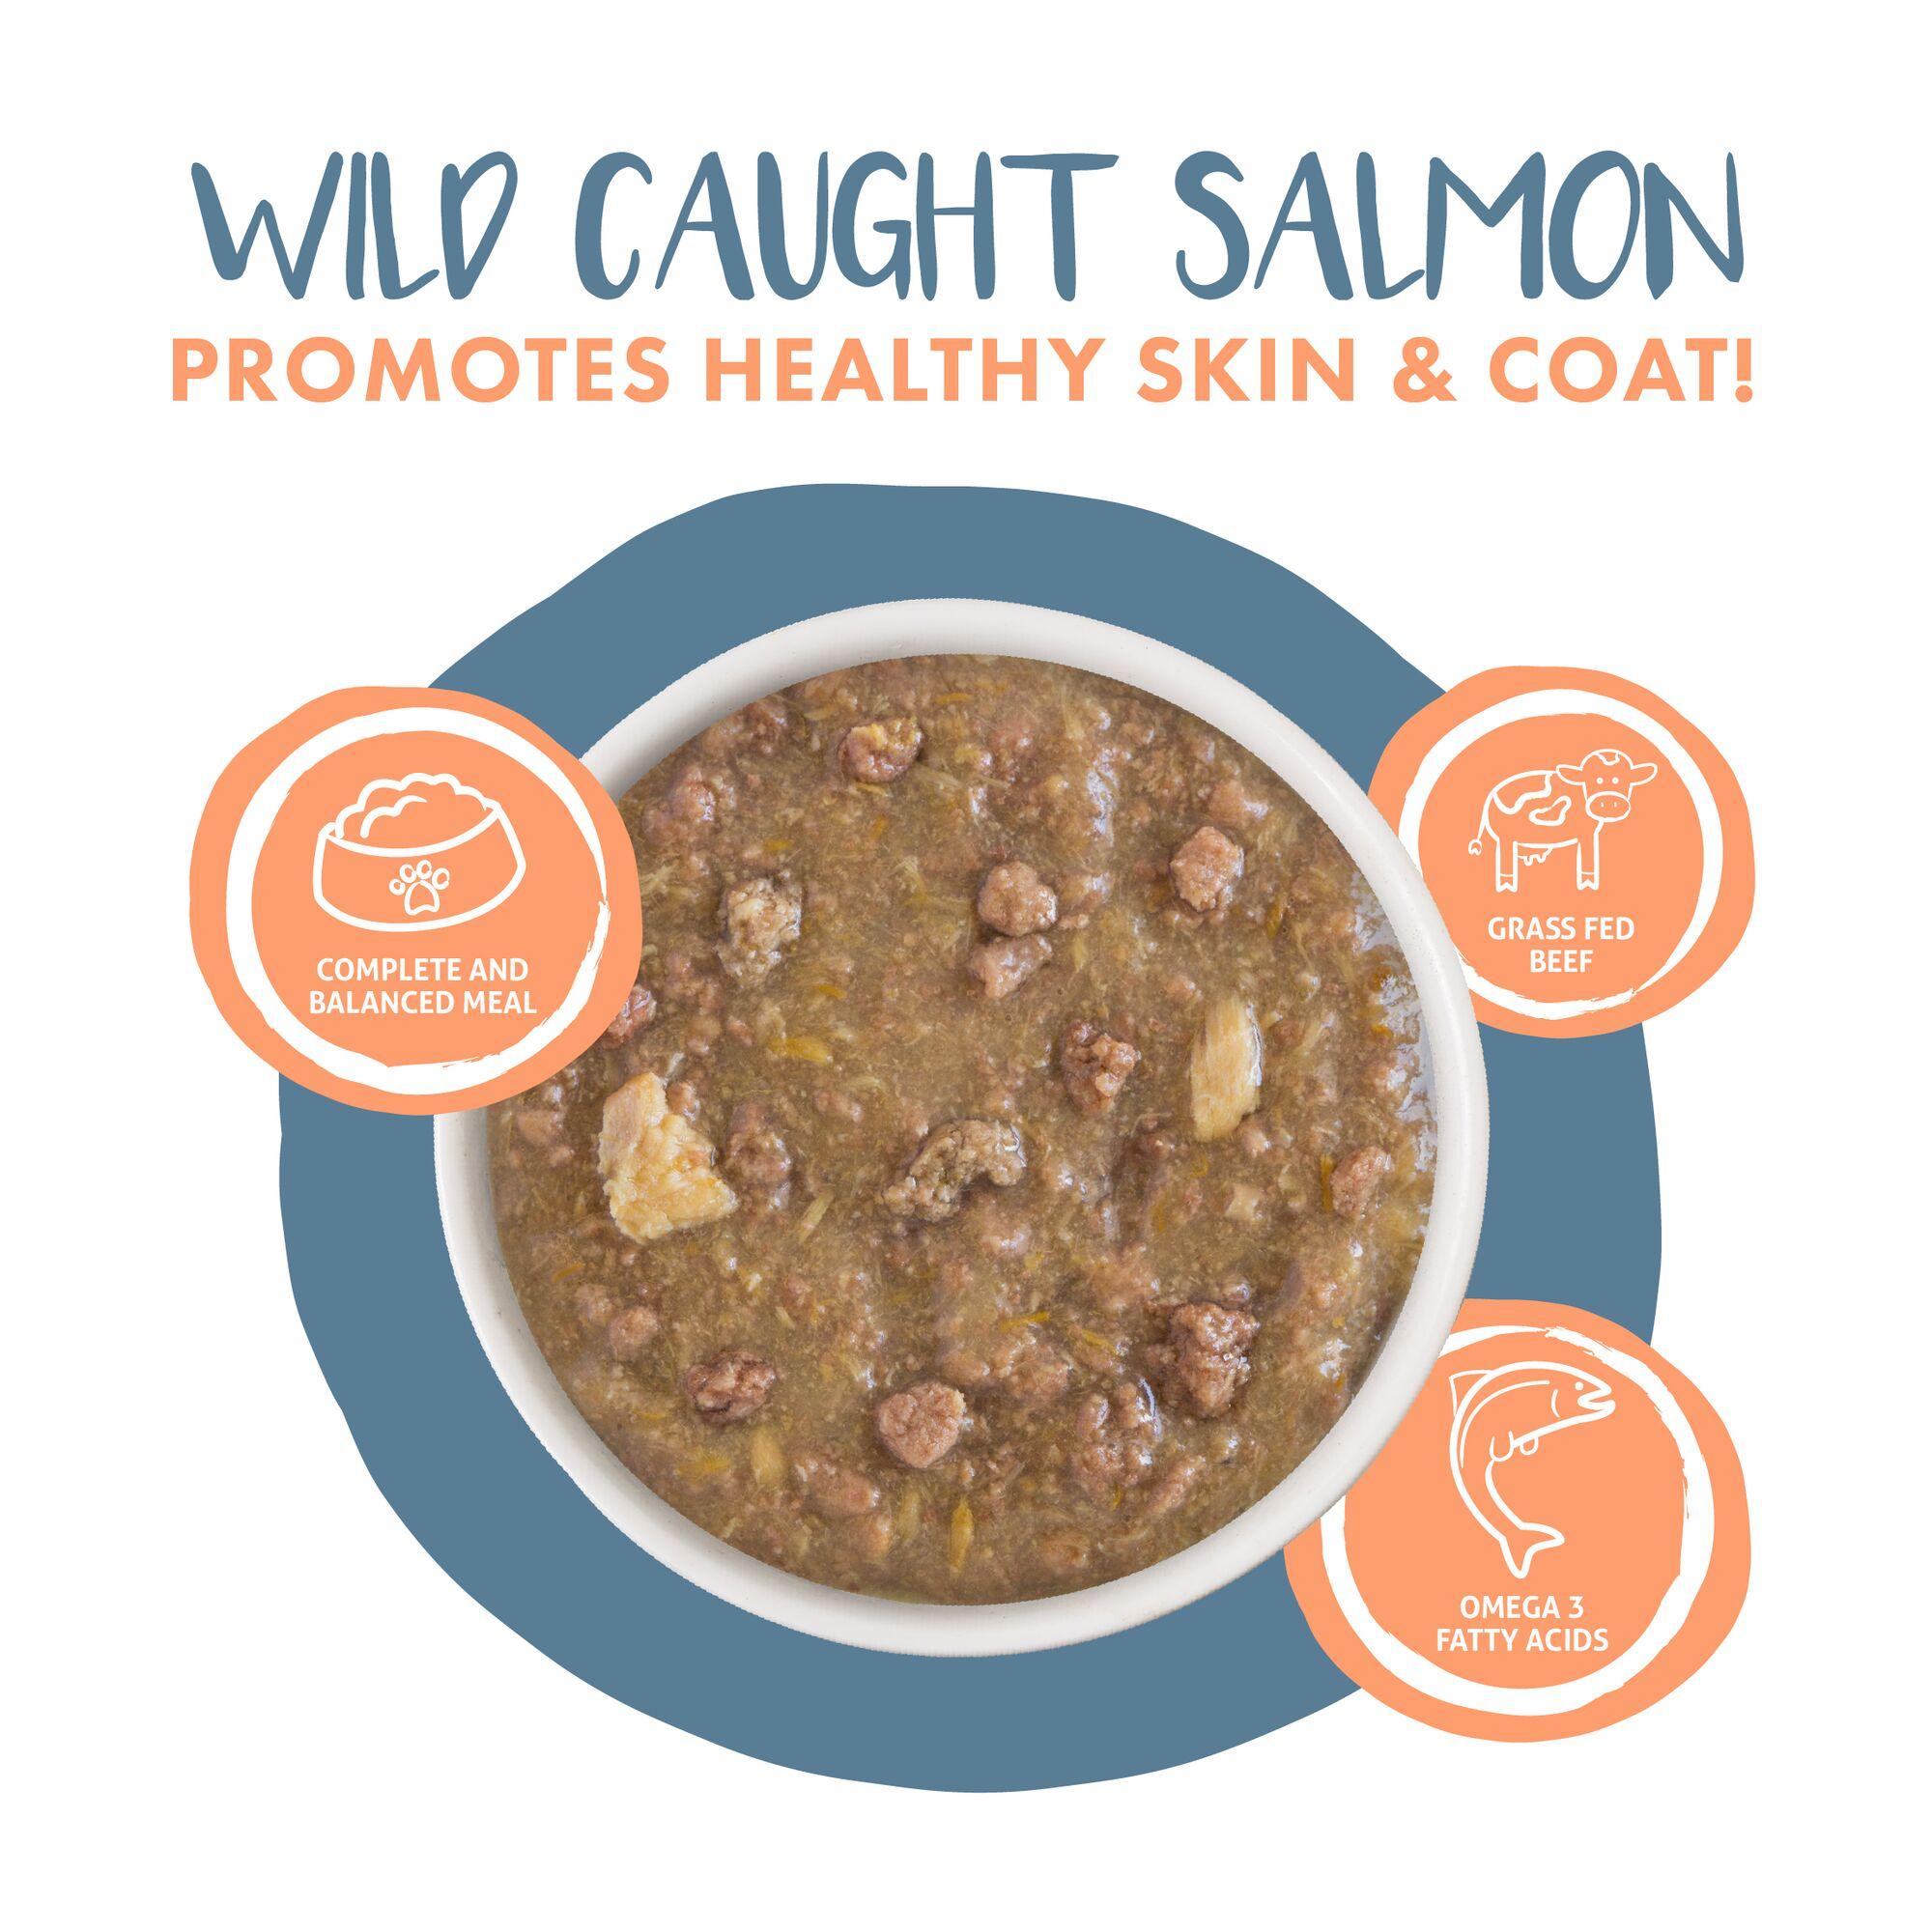 WILD CAUGHT SALMON
PROMOTES HEALTHY SKIN & COAT!
COMPLETE AND
BALANCED MEAL
GRASS FED
BEEF
OMEGA 3
FATTY ACIDS